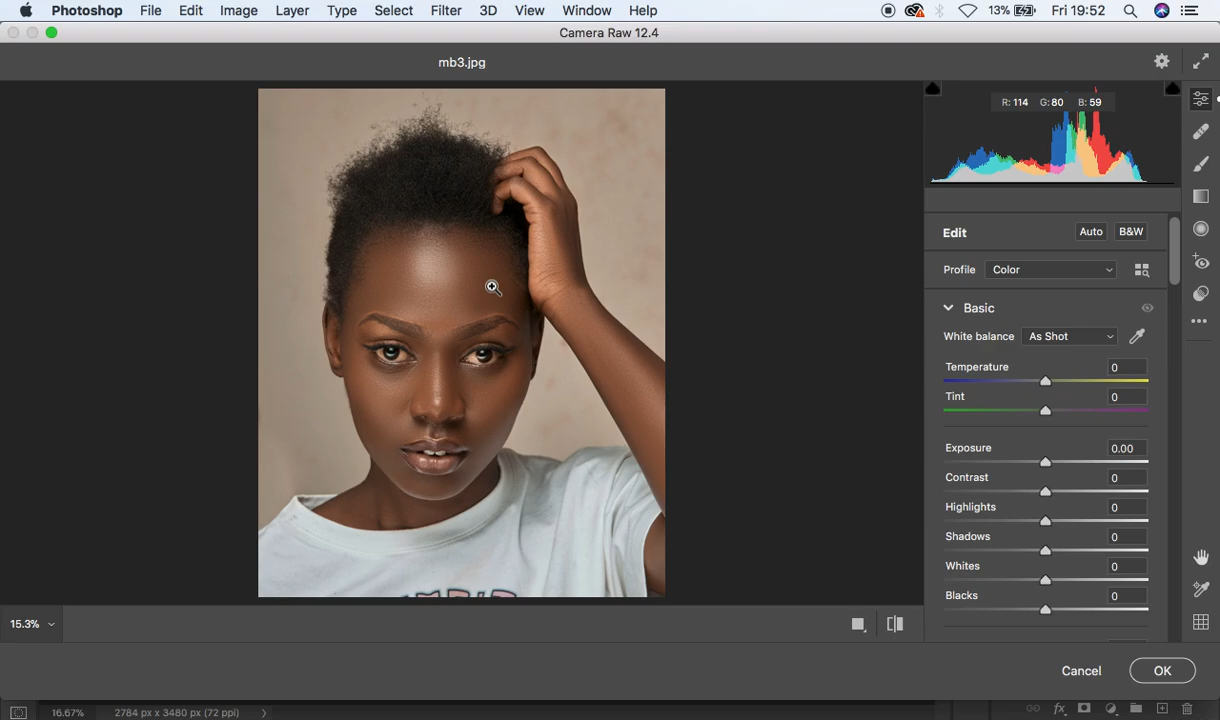 Photoshop File Edit Image Layer Type Select Filter 3D View Window Help 13% Fri 19:52
Camera Raw 12.4
mb3.jpg
R: 114 G: 80 B: 59
Edit Auto B&W
Profile Color
Basic
White balance As Shot
Temperature 0
Tint 0
Exposure 0.00
Contrast 0
Highlights 0
Shadows 0
Whites 0
Blacks 0
15.3%
Cancel OK
16.67% 2784 px x 3480 px (72 ppi)
fx